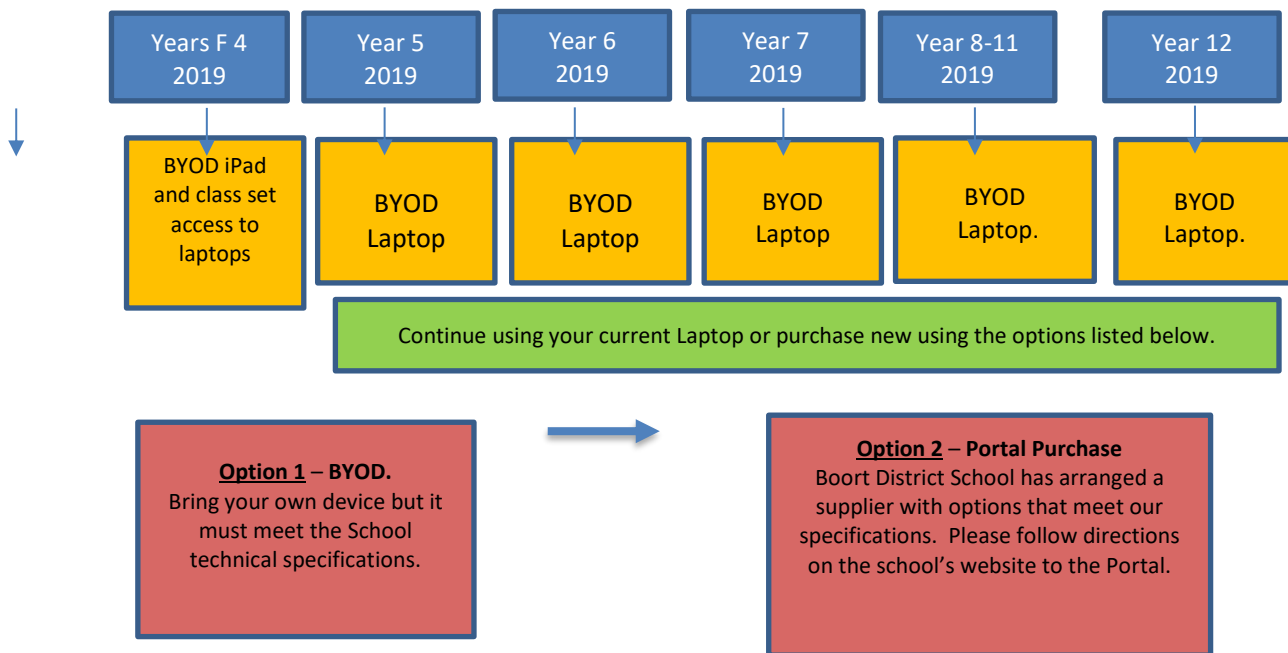 Years F 4
2019
Year 5
2019
Year 6
2019
Year 7
2019
Year 8-11
2019
Year 12
2019
BYOD iPad
and class set
access to
laptops
BYOD
Laptop
BYOD
Laptop
BYOD
Laptop
BYOD
Laptop.
BYOD
Laptop.
Continue using your current Laptop or purchase new using the options listed below.
Option 1 – BYOD.
Bring your own device but it
must meet the School
technical specifications.
Option 2 – Portal Purchase
Boort District School has arranged a
supplier with options that meet our
specifications.  Please follow directions
on the school’s website to the Portal.